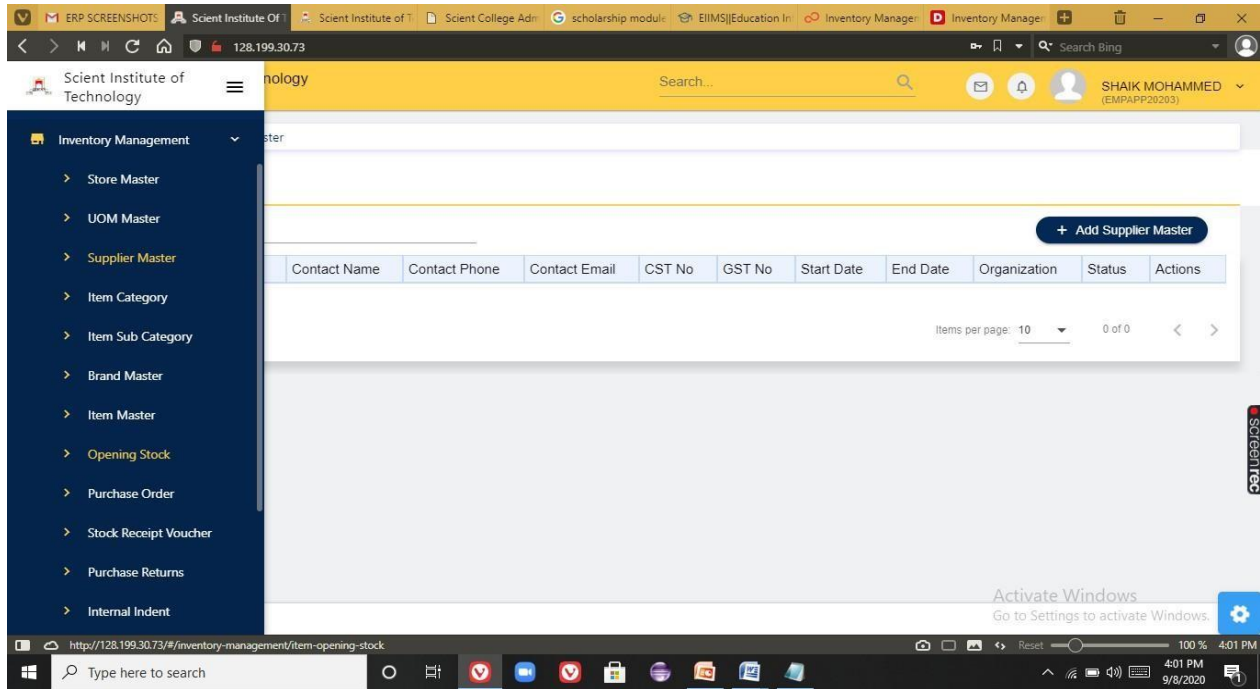 ERP SCREENSHOTS
Scient Institute Of T
Scient Institute of T
Scient College Adm
scholarship module
EIIMS||Education In
Inventory Manager
Inventory Manager
128.199.30.73
Search Bing
Scient Institute of
Technology
nology
Search...
SHAIK MOHAMMED
(EMPAPP20203)
Inventory Management
ster
Store Master
UOM Master
+ Add Supplier Master
Supplier Master
Contact Name Contact Phone Contact Email CST No GST No Start Date End Date Organization Status Actions
Item Category
Item Sub Category
Items per page: 10 0 of 0
Brand Master
Item Master
Opening Stock
screenrec
Purchase Order
Stock Receipt Voucher
Purchase Returns
Internal Indent
Activate Windows
Go to Settings to activate Windows.
http://128.199.30.73/#/inventory-management/item-opening-stock
Reset 100 % 4:01 PM
Type here to search
4:01 PM
9/8/2020
1